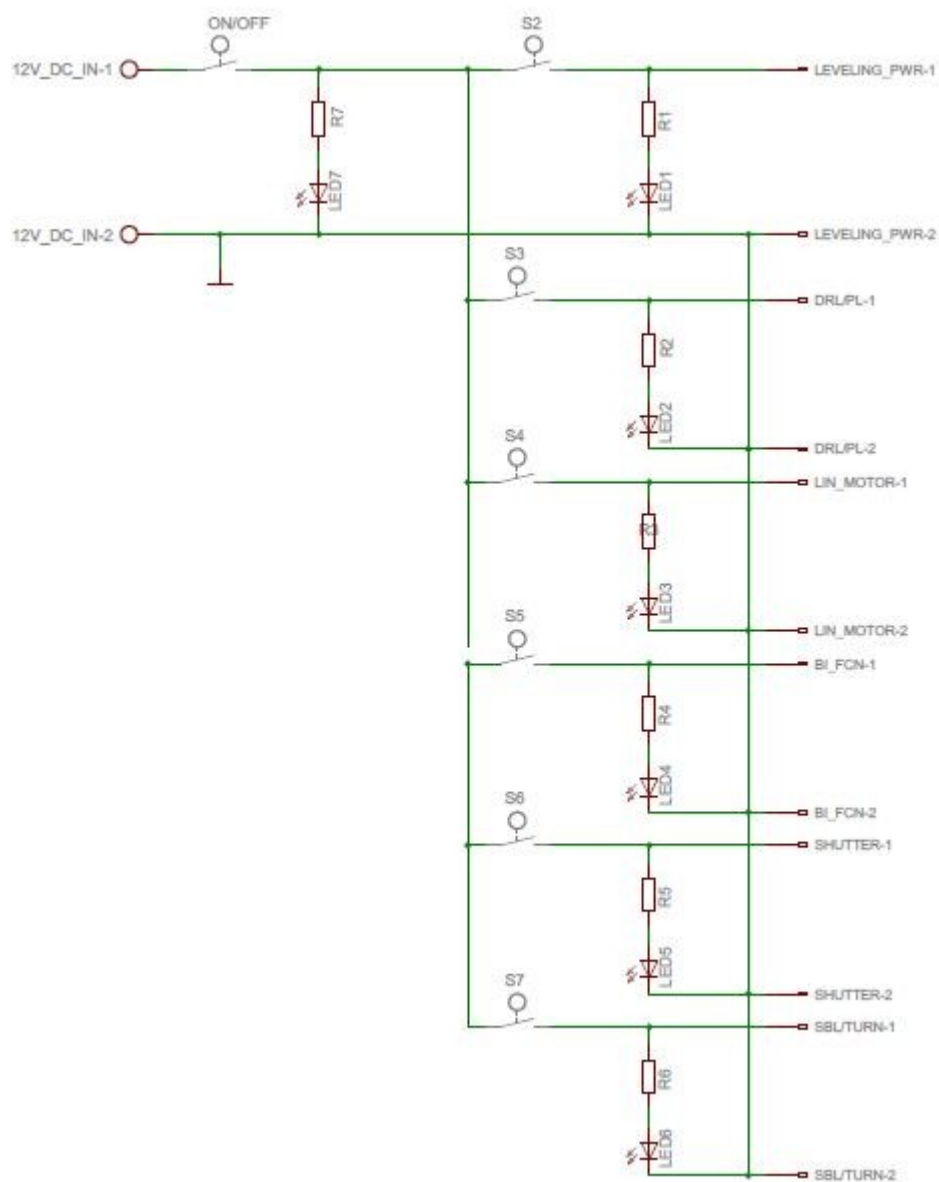 ON/OFF
S2
12V_DC_IN-1
LEVELING_PWR-1
R7
R1
LED7
LED1
12V_DC_IN-2
LEVELING_PWR-2
S3
DRL/PL-1
R2
LED2
S4
DRL/PL-2
LIN_MOTOR-1
R3
LED3
S5
LIN_MOTOR-2
BI_FCN-1
R4
LED4
S6
BI_FCN-2
SHUTTER-1
R5
LED5
S7
SHUTTER-2
SBL/TURN-1
R6
LED6
SBL/TURN-2